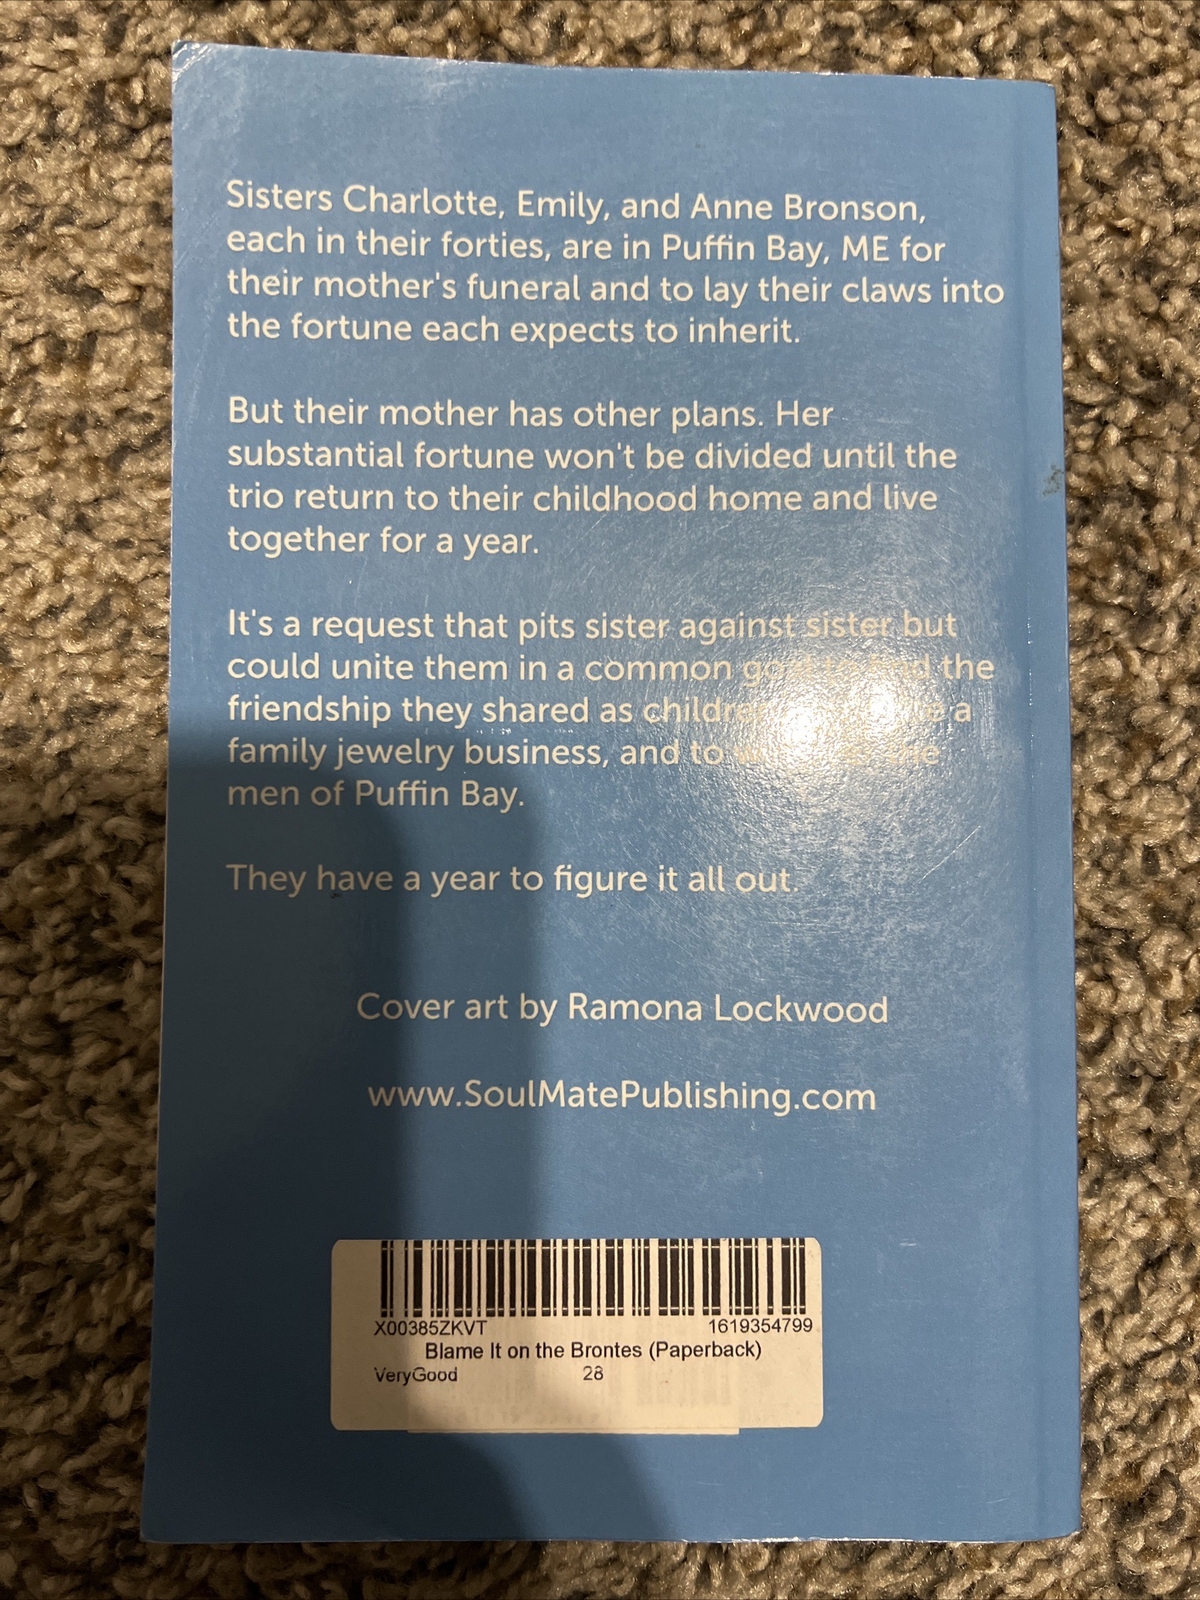 Sisters Charlotte, Emily, and Anne Bronson,
each in their forties, are in Puffin Bay, ME for
their mother's funeral and to lay their claws into
the fortune each expects to inherit.
But their mother has other plans. Her
substantial fortune won't be divided until the
trio return to their childhood home and live
together for a year.
It's a request that pits sister against sister but
could unite them in a common the
friendship they shared as a
family jewelry business, and to the
men of Puffin Bay.
They have a year to figure it all out.
Cover art by Ramona Lockwood
www.SoulMatePublishing.com
X00385ZKVT 1619354799
Blame It on the Brontes (Paperback)
VeryGood 28